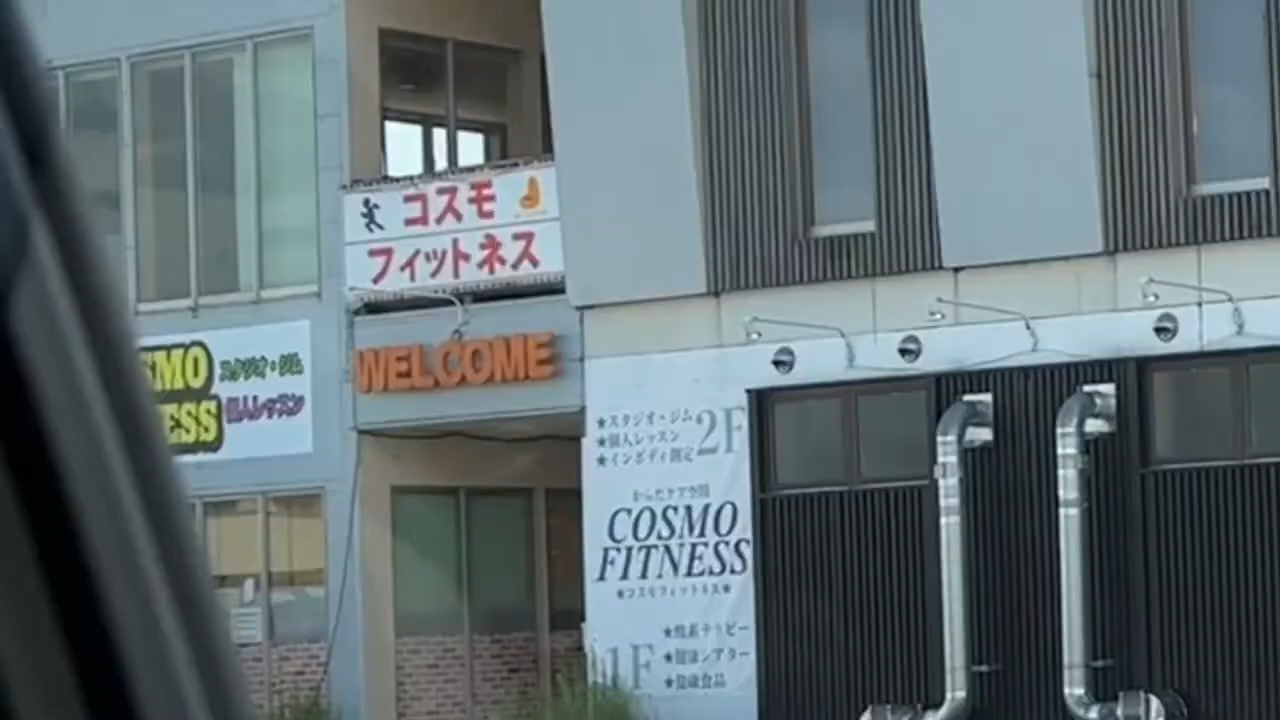 コスモ
フィットネス
WELCOME
SMO
ESS
スタジオ・ジム
個人レッスン
★スタジオ・ジム
★個人レッスン
★インボディ測定
2F
からだケア空間
COSMO
FITNESS
★コスモフィットネス★
1F
★酸素テラピー
★健康シアター
★健康食品